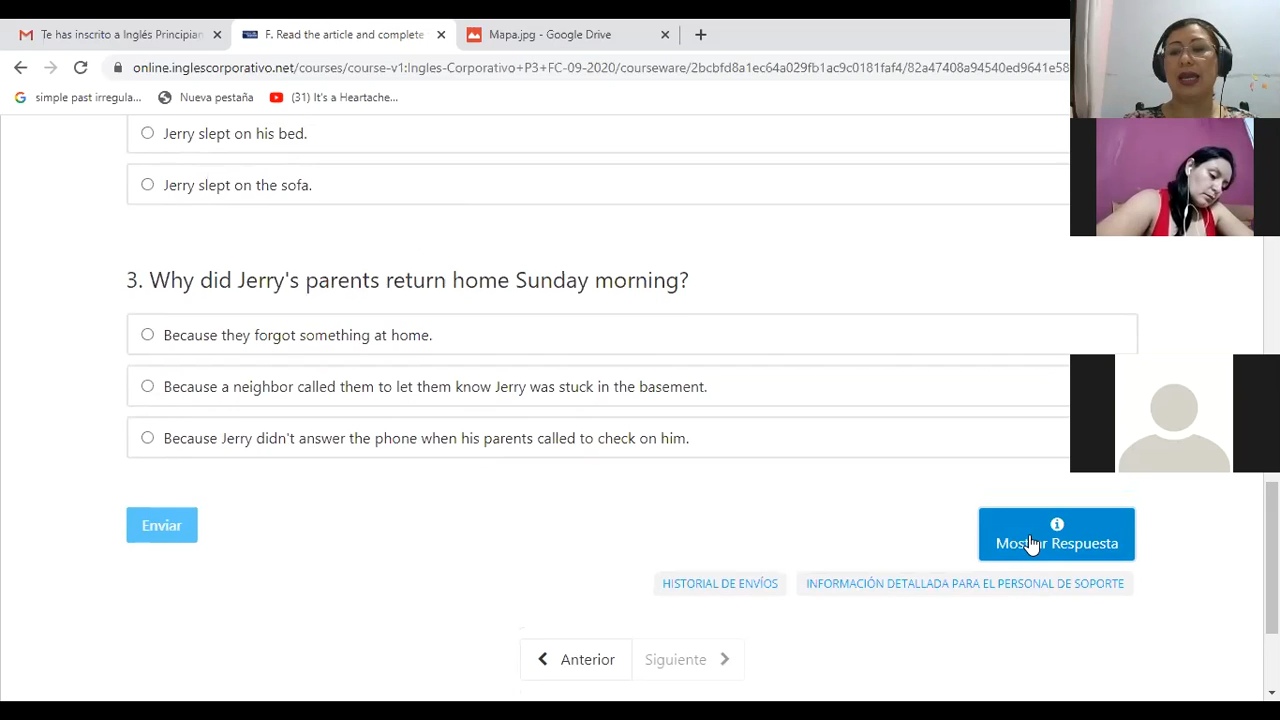 Te has inscrito a Inglés Principian
F. Read the article and complete
Mapa.jpg - Google Drive
online.inglescorporativo.net/courses/course-v1:Ingles-Corporativo+P3+FC-09-2020/courseware/2bcbfd8a1ec64a029fb1ac9c0181faf4/82a47408a94540ed9641e58
simple past irregula...
Nueva pestaña
(31) It's a Heartache...
Jerry slept on his bed.
Jerry slept on the sofa.
3. Why did Jerry's parents return home Sunday morning?
Because they forgot something at home.
Because a neighbor called them to let them know Jerry was stuck in the basement.
Because Jerry didn't answer the phone when his parents called to check on him.
Enviar
Mostrar Respuesta
HISTORIAL DE ENVÍOS
INFORMACIÓN DETALLADA PARA EL PERSONAL DE SOPORTE
Anterior
Siguiente